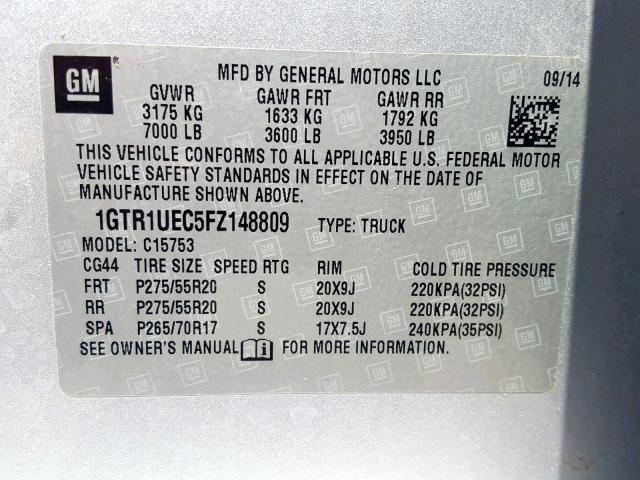 GM
MFD BY GENERAL MOTORS LLC 09/14
GVWR GAWR FRT GAWR RR
3175 KG 1633 KG 1792 KG
7000 LB 3600 LB 3950 LB
THIS VEHICLE CONFORMS TO ALL APPLICABLE U.S. FEDERAL MOTOR
VEHICLE SAFETY STANDARDS IN EFFECT ON THE DATE OF
MANUFACTURE SHOWN ABOVE.
1GTR1UEC5FZ148809 TYPE: TRUCK
MODEL: C15753
CG44 TIRE SIZE SPEED RTG RIM COLD TIRE PRESSURE
FRT P275/55R20 S 20X9J 220KPA(32PSI)
RR P275/55R20 S 20X9J 220KPA(32PSI)
SPA P265/70R17 S 17X7.5J 240KPA(35PSI)
SEE OWNER'S MANUAL FOR MORE INFORMATION.